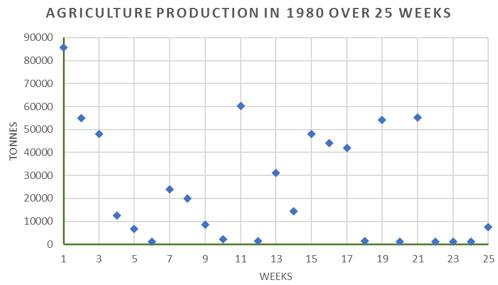 AGRICULTURE PRODUCTION IN 1980 OVER 25 WEEKS
90000
80000
70000
60000
50000
40000
30000
20000
10000
0
TONNES
1 3 5 7 9 11 13 15 17 19 21 23 25
WEEKS